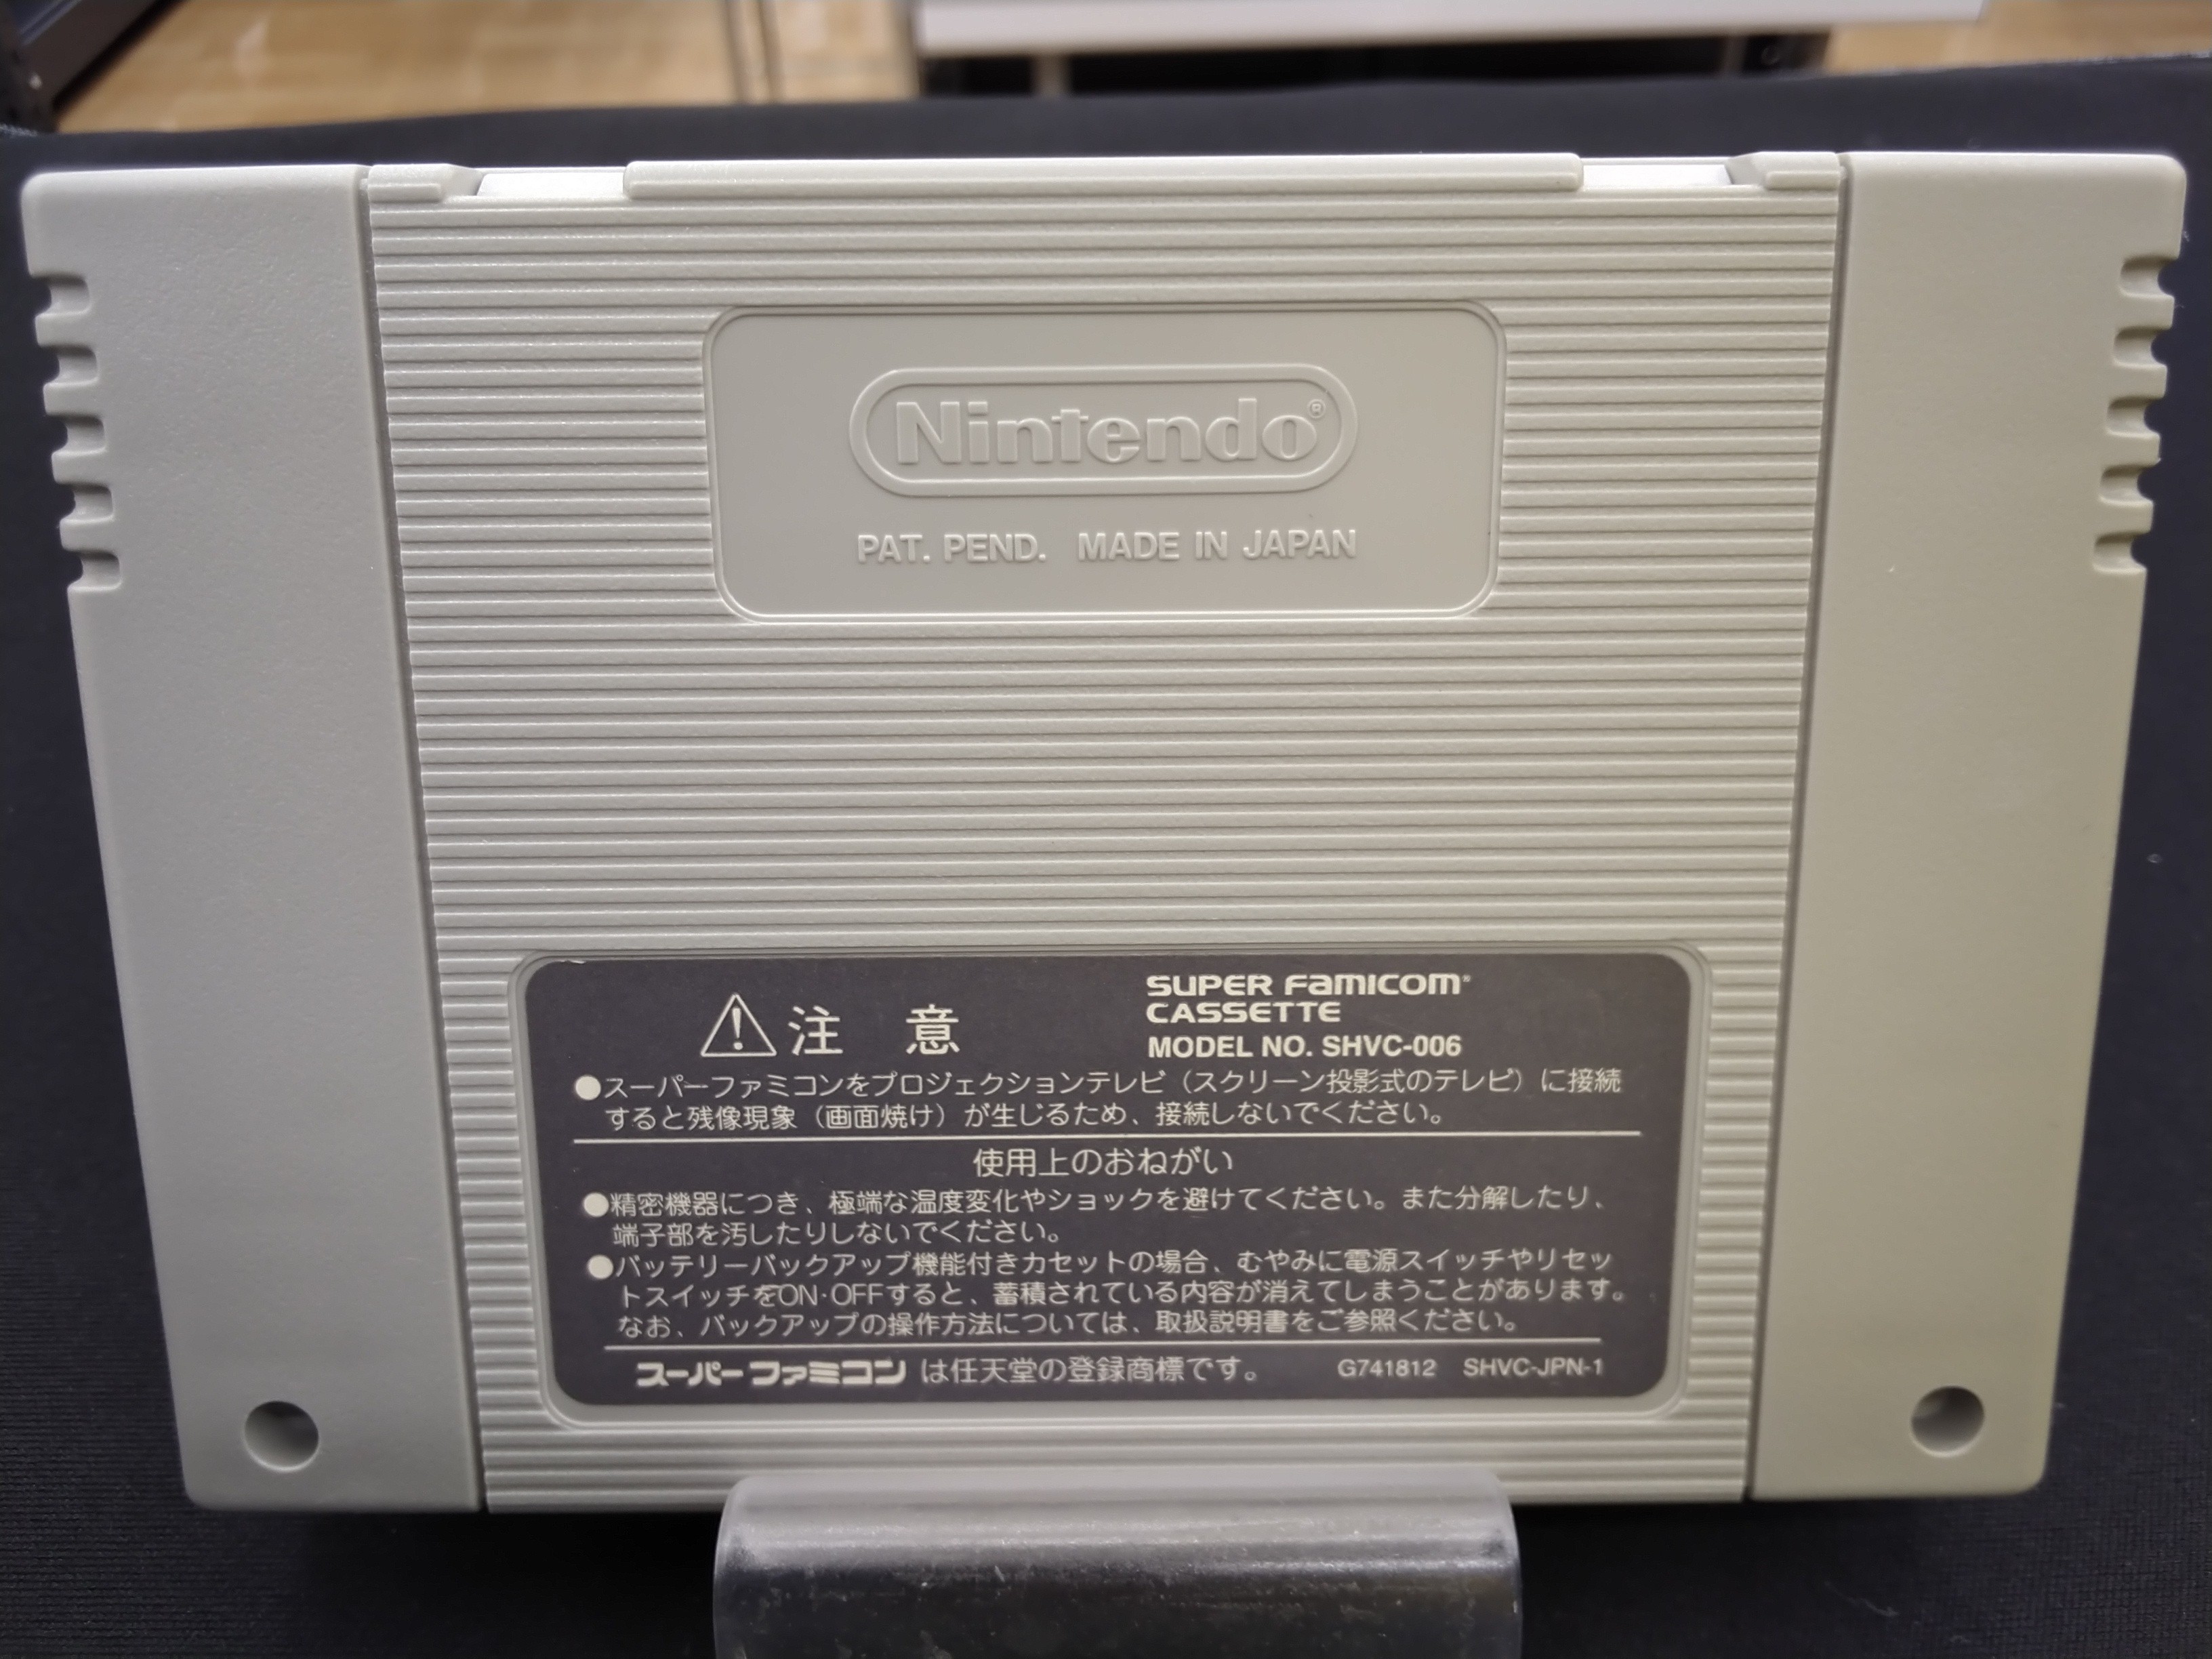 Nintendo®
PAT. PEND. MADE IN JAPAN
⚠注 意
SUPER FAMICOM®
CASSETTE
MODEL NO. SHVC-006
●スーパーファミコンをプロジェクションテレビ（スクリーン投影式のテレビ）に接続
すると残像現象（画面焼け）が生じるため、接続しないでください。
使用上のおねがい
●精密機器につき、極端な温度変化やショックを避けてください。また分解したり、
端子部を汚したりしないでください。
●バッテリーバックアップ機能付きカセットの場合、むやみに電源スイッチやリセッ
トスイッチをON·OFFすると、蓄積されている内容が消えてしまうことがあります。
なお、バックアップの操作方法については、取扱説明書をご参照ください。
スーパーファミコン は任天堂の登録商標です。 G741812 SHVC-JPN-1